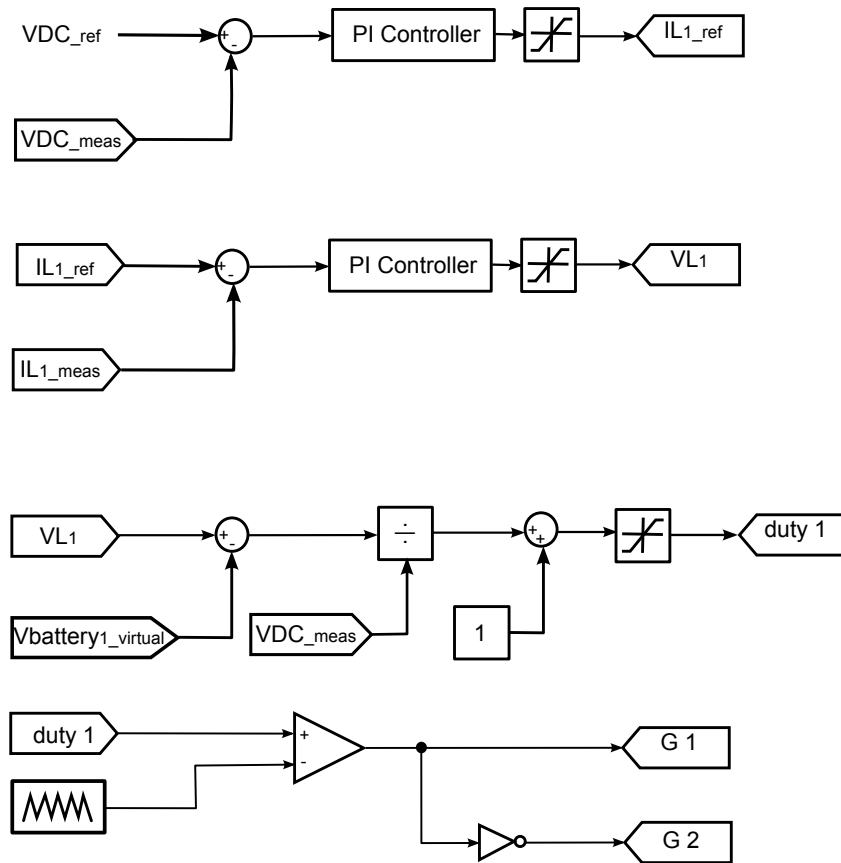 VDC_ref
+
-
PI Controller
IL1_ref
VDC_meas
IL1_ref
+
-
PI Controller
VL1
IL1_meas
VL1
+
-
÷
+
+
duty 1
Vbattery1_virtual
VDC_meas
1
duty 1
+
-
G 1
G 2